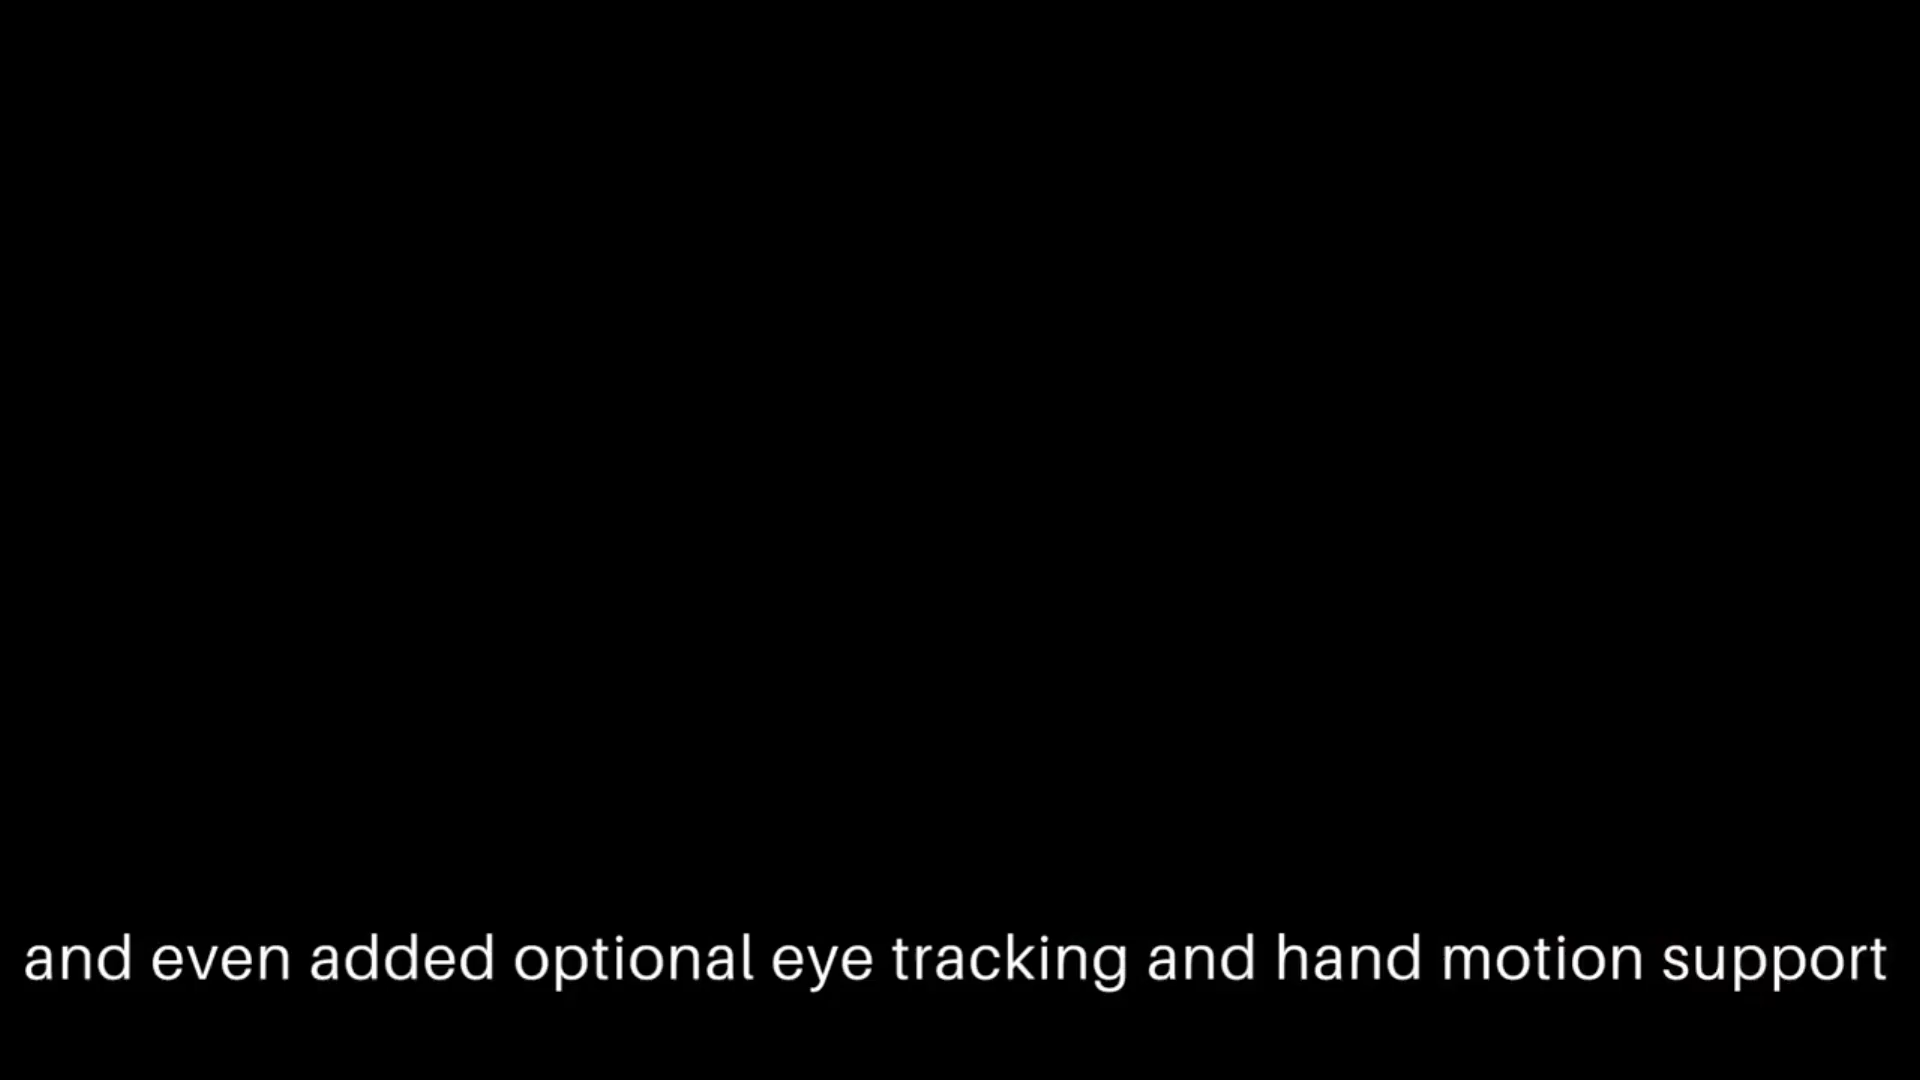 and even added optional eye tracking and hand motion support